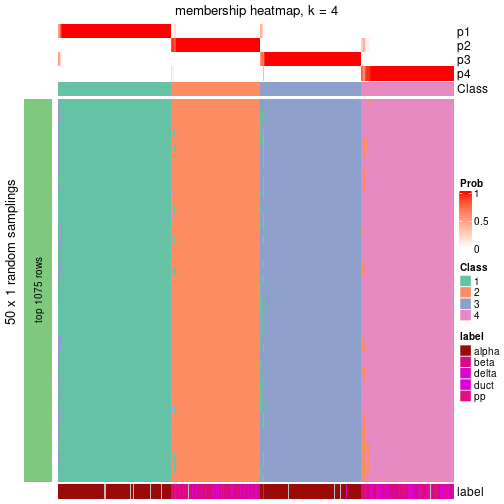 membership heatmap, k = 4
p1
p2
p3
p4
Class
50 x 1 random samplings
top 1075 rows
Prob
1
0.5
0
Class
1
2
3
4
label
alpha
beta
delta
duct
pp
label